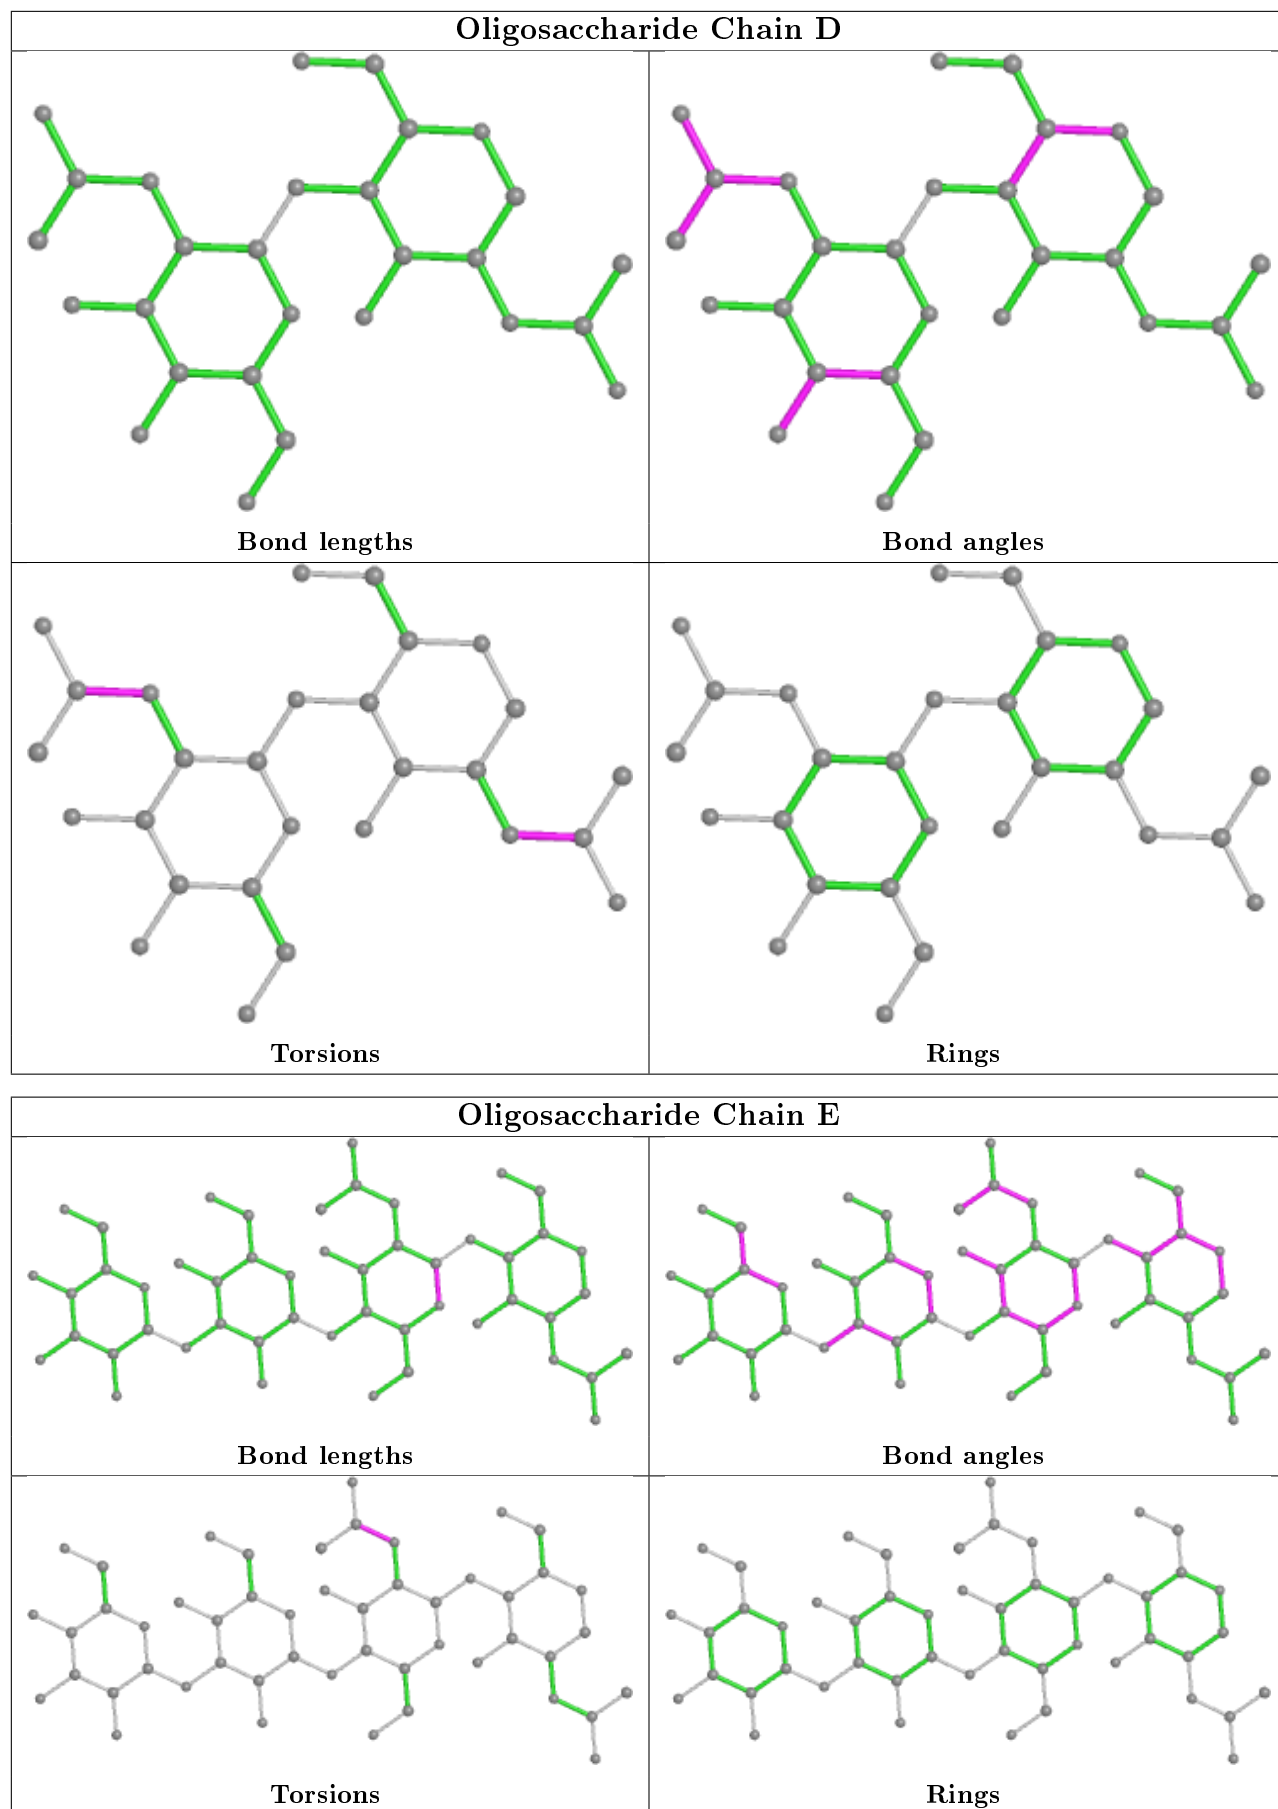 Oligosaccharide Chain D
Bond lengths
Bond angles
Torsions
Rings
Oligosaccharide Chain E
Bond lengths
Bond angles
Torsions
Rings